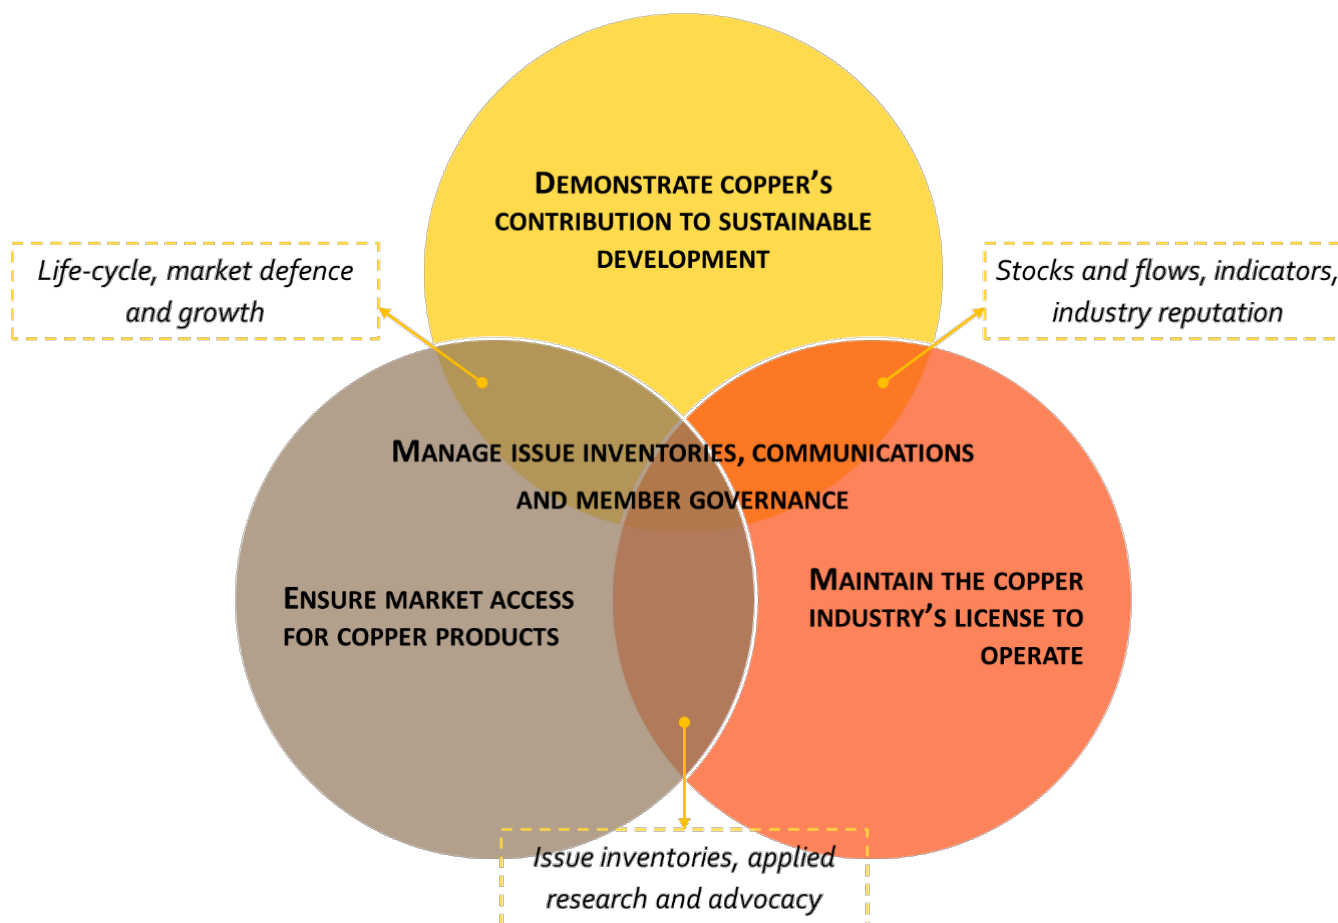 DEMONSTRATE COPPER'S
CONTRIBUTION TO SUSTAINABLE
DEVELOPMENT
Life-cycle, market defence
and growth
Stocks and flows, indicators,
industry reputation
MANAGE ISSUE INVENTORIES, COMMUNICATIONS
AND MEMBER GOVERNANCE
ENSURE MARKET ACCESS
FOR COPPER PRODUCTS
MAINTAIN THE COPPER
INDUSTRY'S LICENSE TO
OPERATE
Issue inventories, applied
research and advocacy